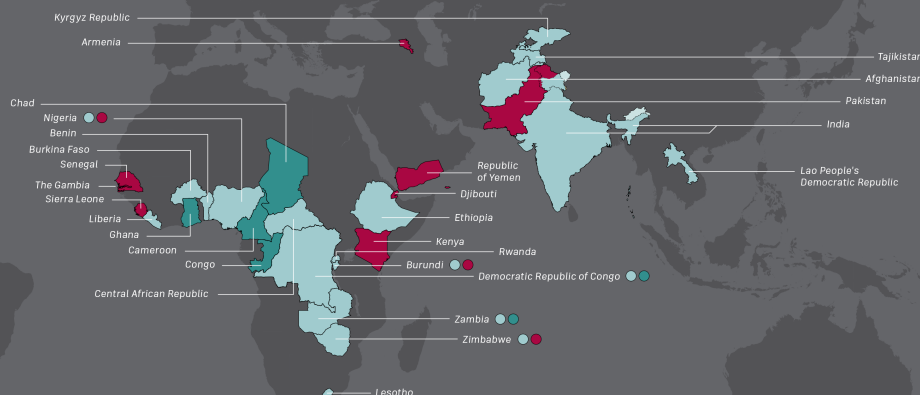 Kyrgyz Republic
Armenia
Tajikistan
Afghanistan
Chad
Pakistan
Nigeria
India
Benin
Burkina Faso
Senegal
Republic
of Yemen
Lao People's
Democratic Republic
The Gambia
Djibouti
Sierra Leone
Liberia
Ethiopia
Ghana
Kenya
Cameroon
Rwanda
Congo
Burundi
Democratic Republic of Congo
Central African Republic
Zambia
Zimbabwe
Lesotho